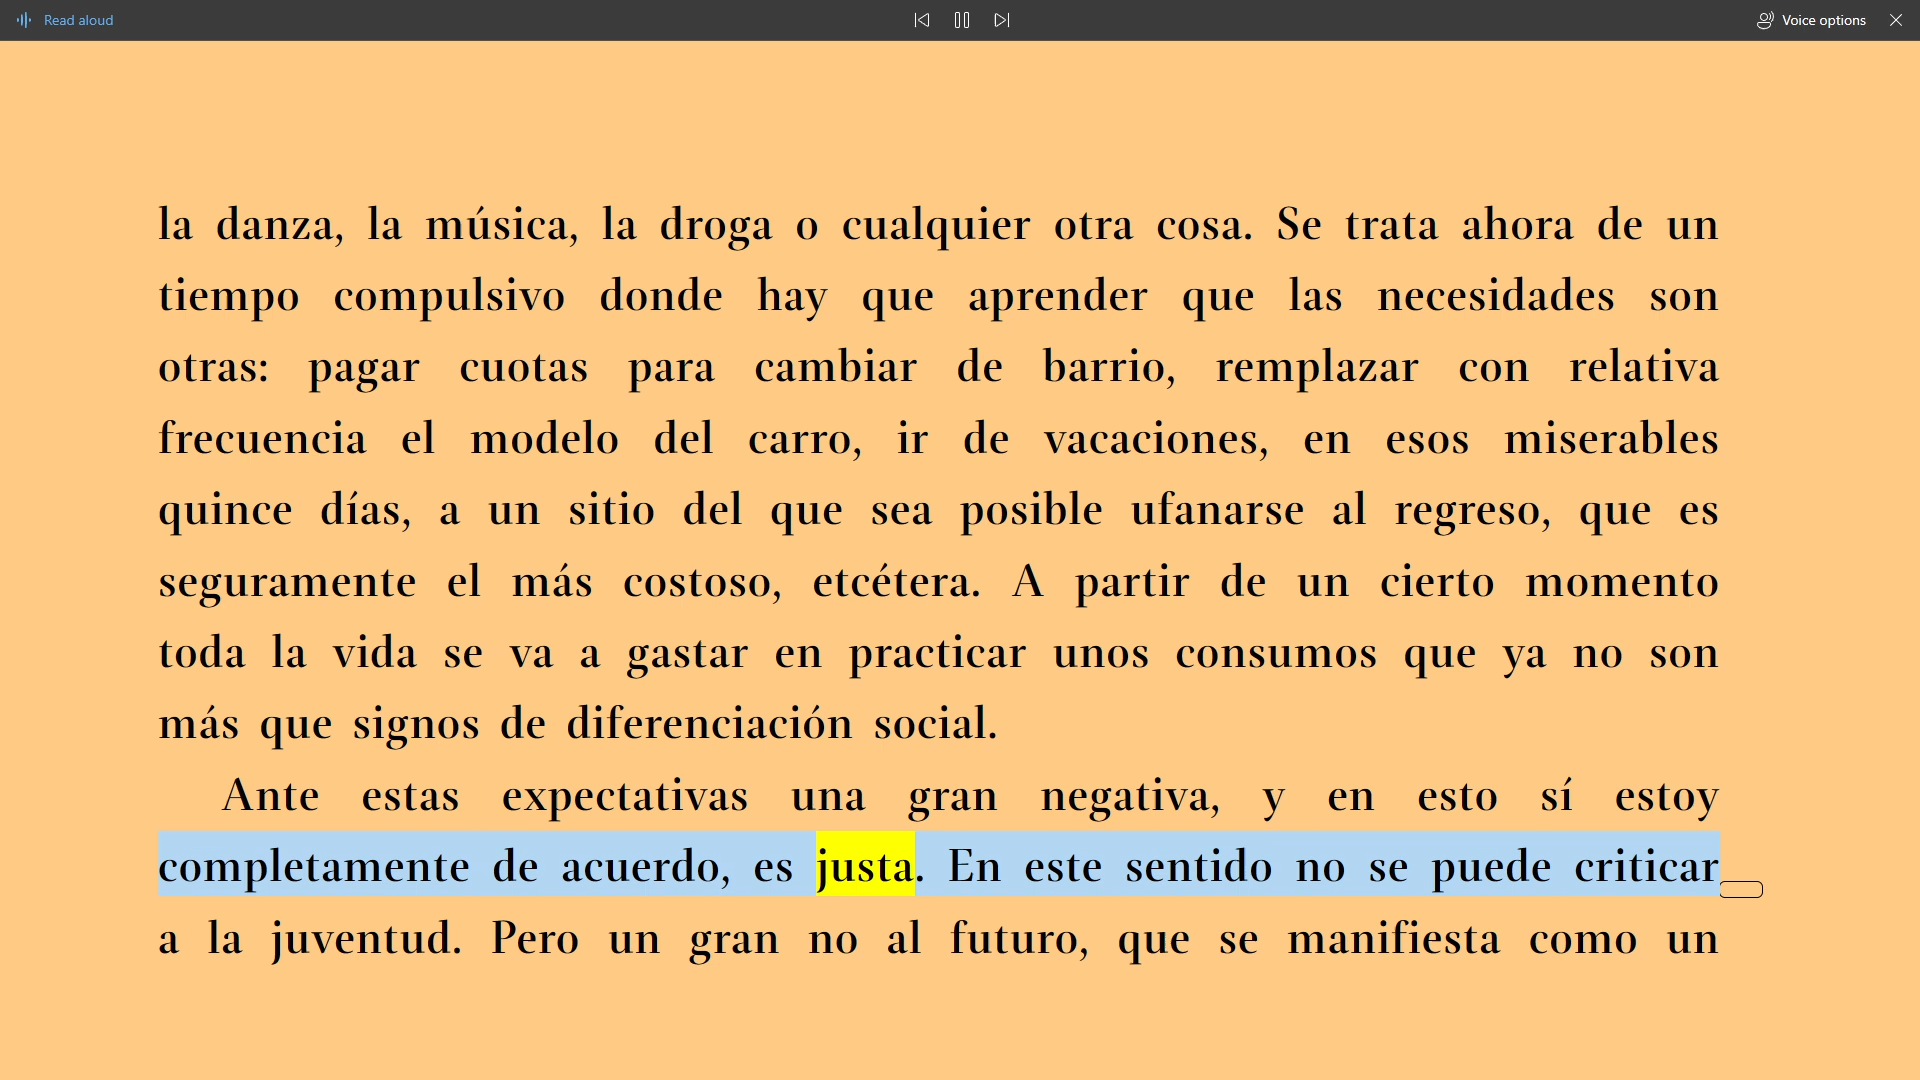 Read aloud
Voice options
la danza, la música, la droga o cualquier otra cosa. Se trata ahora de un
tiempo compulsivo donde hay que aprender que las necesidades son
otras: pagar cuotas para cambiar de barrio, remplazar con relativa
frecuencia el modelo del carro, ir de vacaciones, en esos miserables
quince días, a un sitio del que sea posible ufanarse al regreso, que es
seguramente el más costoso, etcétera. A partir de un cierto momento
toda la vida se va a gastar en practicar unos consumos que ya no son
más que signos de diferenciación social.
Ante estas expectativas una gran negativa, y en esto sí estoy
completamente de acuerdo, es justa. En este sentido no se puede criticar
a la juventud. Pero un gran no al futuro, que se manifiesta como un